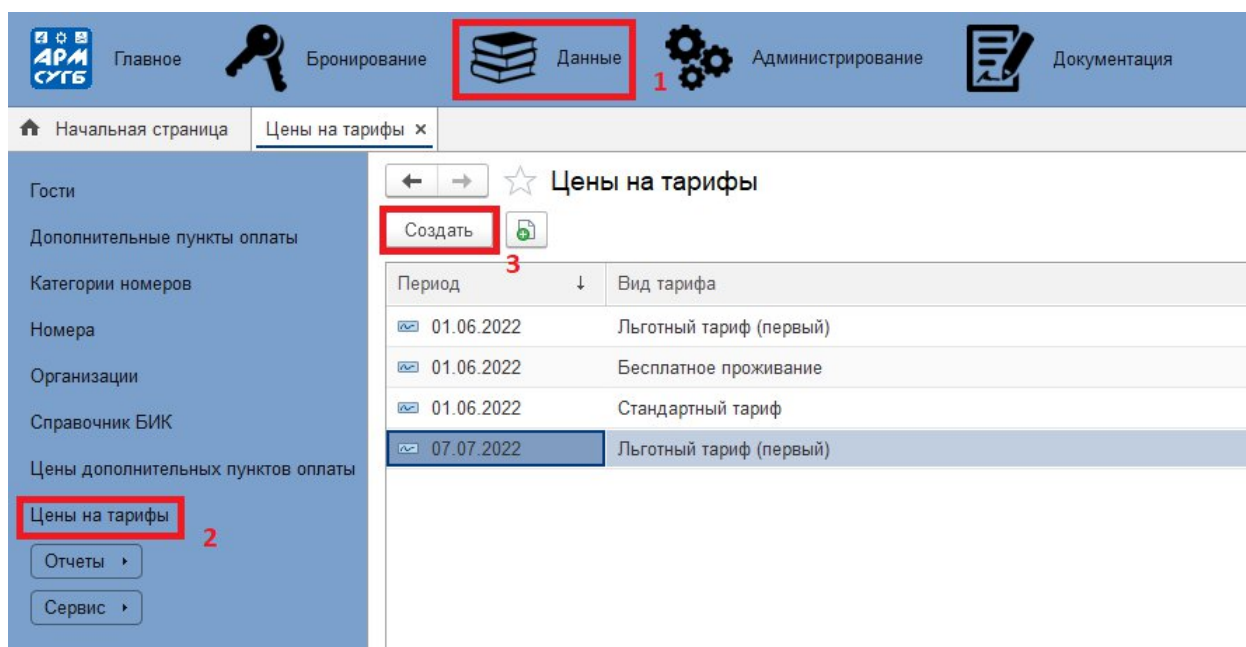 АРМ
СУГБ
Главное
Бронирование
Данные
1
Администрирование
Документация
Начальная страница
Цены на тарифы ×
Гости
Дополнительные пункты оплаты
Категории номеров
Номера
Организации
Справочник БИК
Цены дополнительных пунктов оплаты
Цены на тарифы
2
Отчеты
Сервис
Цены на тарифы
Создать
3
Период ↓ Вид тарифа
01.06.2022 Льготный тариф (первый)
01.06.2022 Бесплатное проживание
01.06.2022 Стандартный тариф
07.07.2022 Льготный тариф (первый)